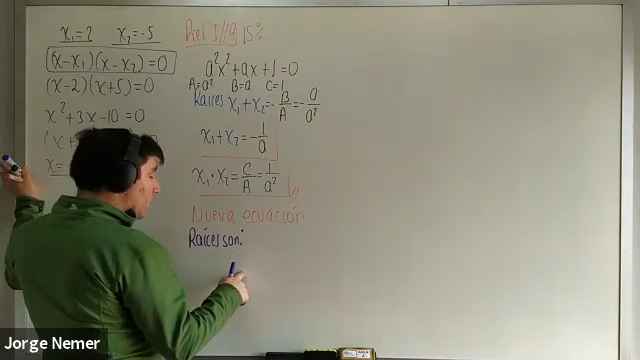 x₁=2   x₂=-5
(x-x₁)(x-x₂)=0
(x-2)(x+5)=0
x²+3x-10=0
(x+
x=
a²x²+ax+1=0
A=a²   B=a   C=1
Raíces x₁+x₂=-B/A=-a/a²
x₁+x₂=-1/a
x₁·x₂=C/A=1/a²
Nueva ecuación
Raíces son:
Jorge Nemer